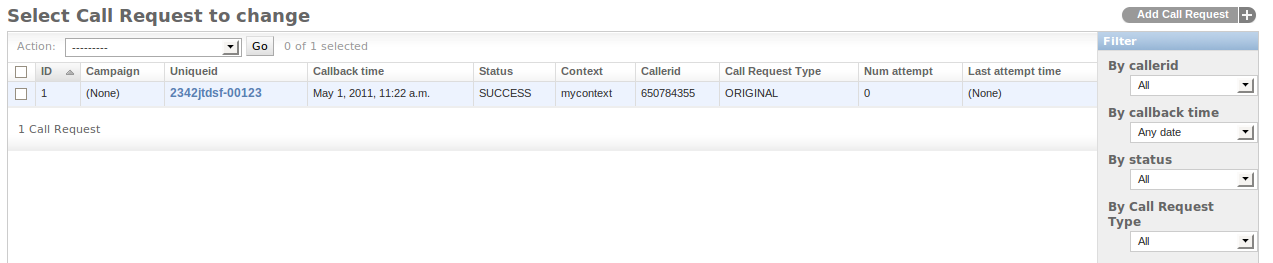 Select Call Request to change
Add Call Request +
Action: --------- Go 0 of 1 selected
Filter
ID Campaign Uniqueid Callback time Status Context Callerid Call Request Type Num attempt Last attempt time
1 (None) 2342jtdsf-00123 May 1, 2011, 11:22 a.m. SUCCESS mycontext 650784355 ORIGINAL 0 (None)
1 Call Request
By callerid
All
By callback time
Any date
By status
All
By Call Request
Type
All